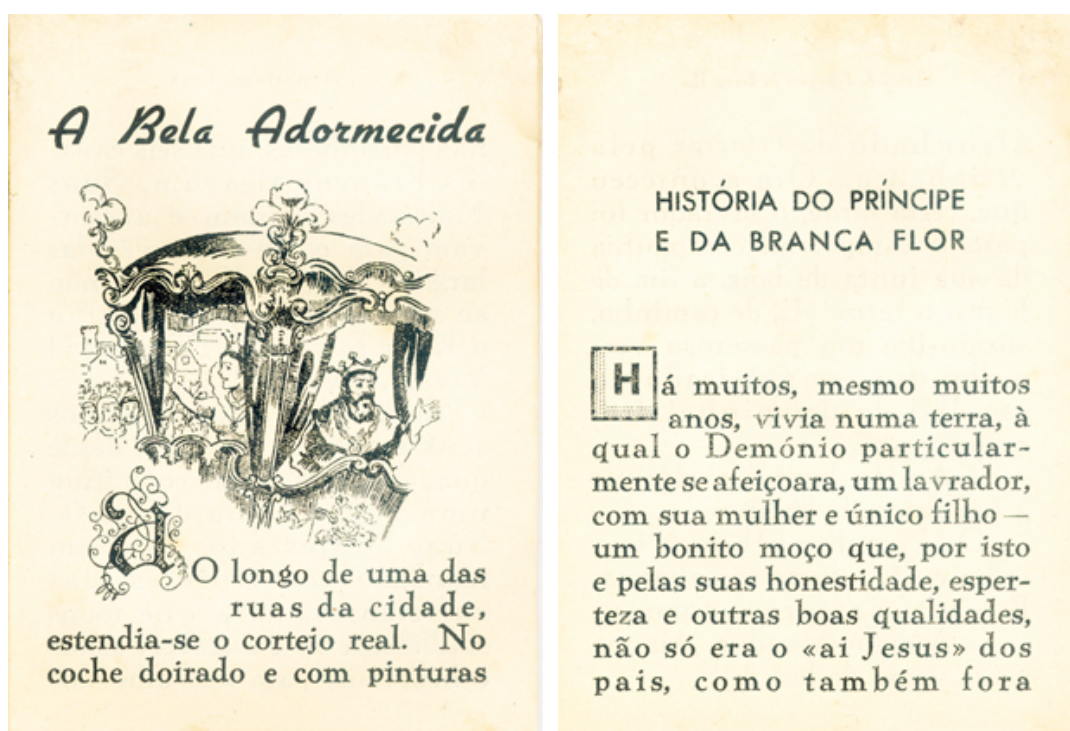 A Bela Adormecida
AO longo de uma das
ruas da cidade,
estendia-se o cortejo real. No
coche doirado e com pinturas
HISTÓRIA DO PRÍNCIPE
E DA BRANCA FLOR
Há muitos, mesmo muitos
anos, vivia numa terra, à
qual o Demónio particular-
mente se afeiçoara, um lavrador,
com sua mulher e único filho —
um bonito moço que, por isto
e pelas suas honestidade, esper-
teza e outras boas qualidades,
não só era o «ai Jesus» dos
pais, como também fora